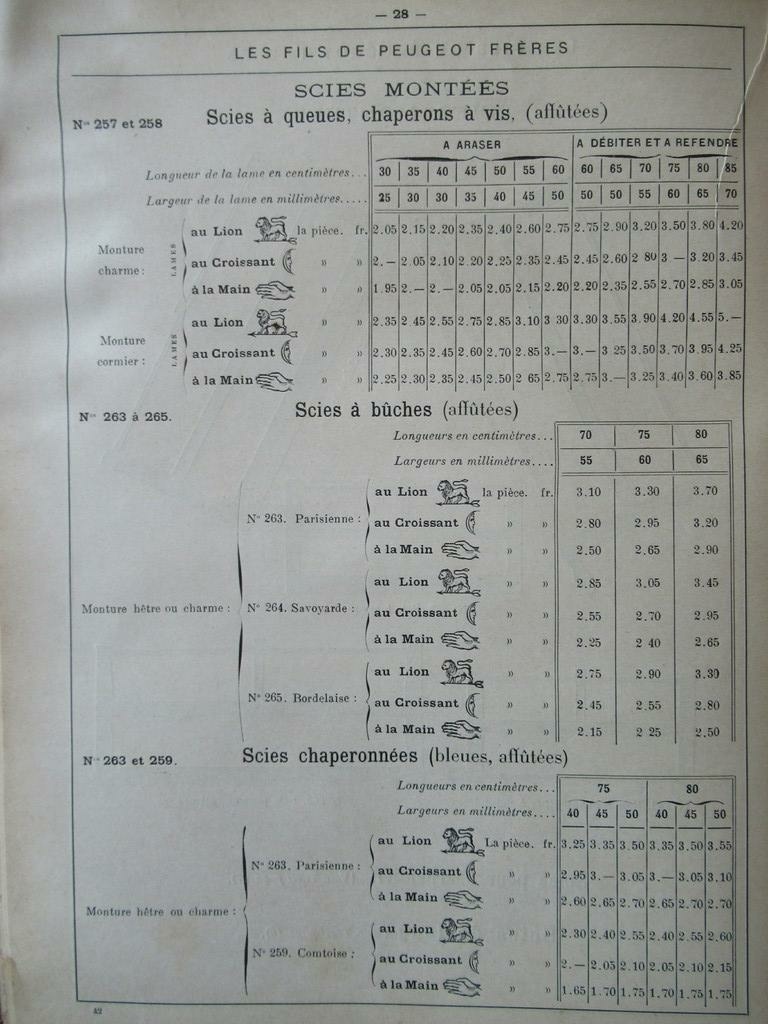 — 28 —
LES FILS DE PEUGEOT FRÈRES
SCIES MONTÉES
Nos 257 et 258 Scies à queues, chaperons à vis, (affûtées)
A ARASER A DÉBITER ET A REFENDRE
Longueur de la lame en centimètres... 30 35 40 45 50 55 60 60 65 70 75 80 85
Largeur de la lame en millimètres..... 25 30 30 35 40 45 50 50 50 55 60 65 70
Monture charme : LAMES au Lion la pièce. fr. 2.05 2.15 2.20 2.35 2.40 2.60 2.75 2.75 2.90 3.20 3.50 3.80 4.20
au Croissant » » 2.— 2 05 2.10 2.20 2.25 2.35 2.45 2.45 2.60 2 80 3 — 3.20 3.45
à la Main » » 1.95 2.— 2.— 2.05 2.05 2.15 2.20 2.20 2.35 2.55 2.70 2.85 3.05
Monture cormier : LAMES au Lion » » 2.35 2 45 2.55 2.75 2.85 3.10 3 30 3.30 3.55 3.90 4.20 4.55 5.—
au Croissant » » 2.30 2.35 2.45 2.60 2.70 2.85 3.— 3.— 3 25 3.50 3.70 3.95 4.25
à la Main » » 2.25 2.30 2.35 2.45 2.50 2 65 2.75 2.75 3.— 3.25 3.40 3.60 3.85
Nos 263 à 265. Scies à bûches (affûtées)
Longueurs en centimètres... 70 75 80
Largeurs en millimètres.... 55 60 65
au Lion la pièce. fr. 3.10 3.30 3.70
No 263. Parisienne : au Croissant » » 2.80 2.95 3.20
à la Main » » 2.50 2.65 2.90
au Lion » » 2.85 3.05 3.45
Monture hêtre ou charme : No 264. Savoyarde : au Croissant » » 2.55 2.70 2.95
à la Main » » 2.25 2 40 2.65
au Lion » » 2.75 2.90 3.30
No 265. Bordelaise : au Croissant » » 2.45 2.55 2.80
à la Main » » 2.15 2 25 2.50
Nos 263 et 259. Scies chaperonnées (bleues, affûtées)
Longueurs en centimètres... 75 80
Largeurs en millimètres.... 40 45 50 40 45 50
au Lion La pièce. fr. 3.25 3.35 3.50 3.35 3.50 3.55
No 263. Parisienne : au Croissant » » 2.95 3.— 3.05 3.— 3.05 3.10
à la Main » » 2.60 2.65 2.70 2.65 2.70 2.70
Monture hêtre ou charme :
au Lion » » 2.30 2.40 2.55 2.40 2.55 2.60
No 259. Comtoise : au Croissant » » 2.— 2.05 2.10 2.05 2.10 2.15
à la Main » » 1.65 1.70 1.75 1.70 1.75 1.75
42